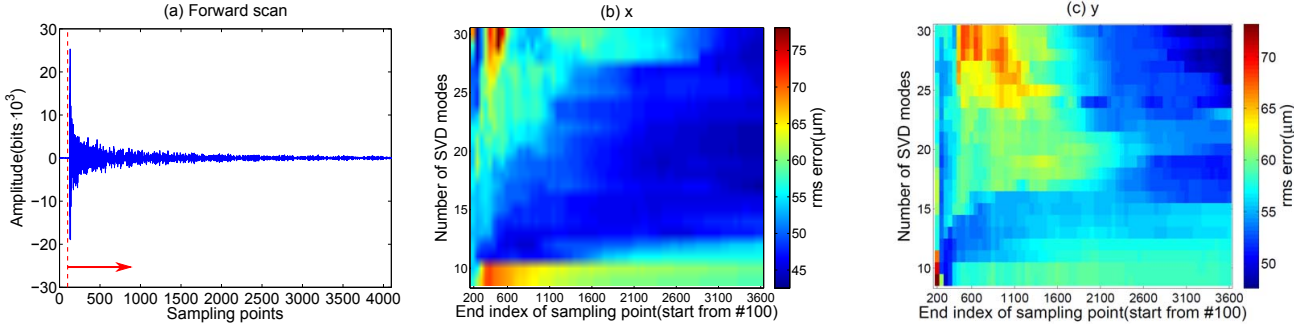 (a) Forward scan
Amplitude(bits·10³)
30
20
10
0
−10
−20
−30
0 500 1000 1500 2000 2500 3000 3500 4000
Sampling points
(b) x
Number of SVD modes
30
25
20
15
10
200 600 1100 1600 2100 2600 3100 3600
End index of sampling point(start from #100)
75
70
65
60
55
50
45
rms error(μm)
(c) y
Number of SVD modes
30
25
20
15
10
200 600 1100 1600 2100 2600 3100 3600
End index of sampling point(start from #100)
70
65
60
55
50
rms error(μm)